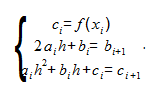 c_i = f(x_i)
2a_i h + b_i = b_{i+1}
a_i h^2 + b_i h + c_i = c_{i+1}
.